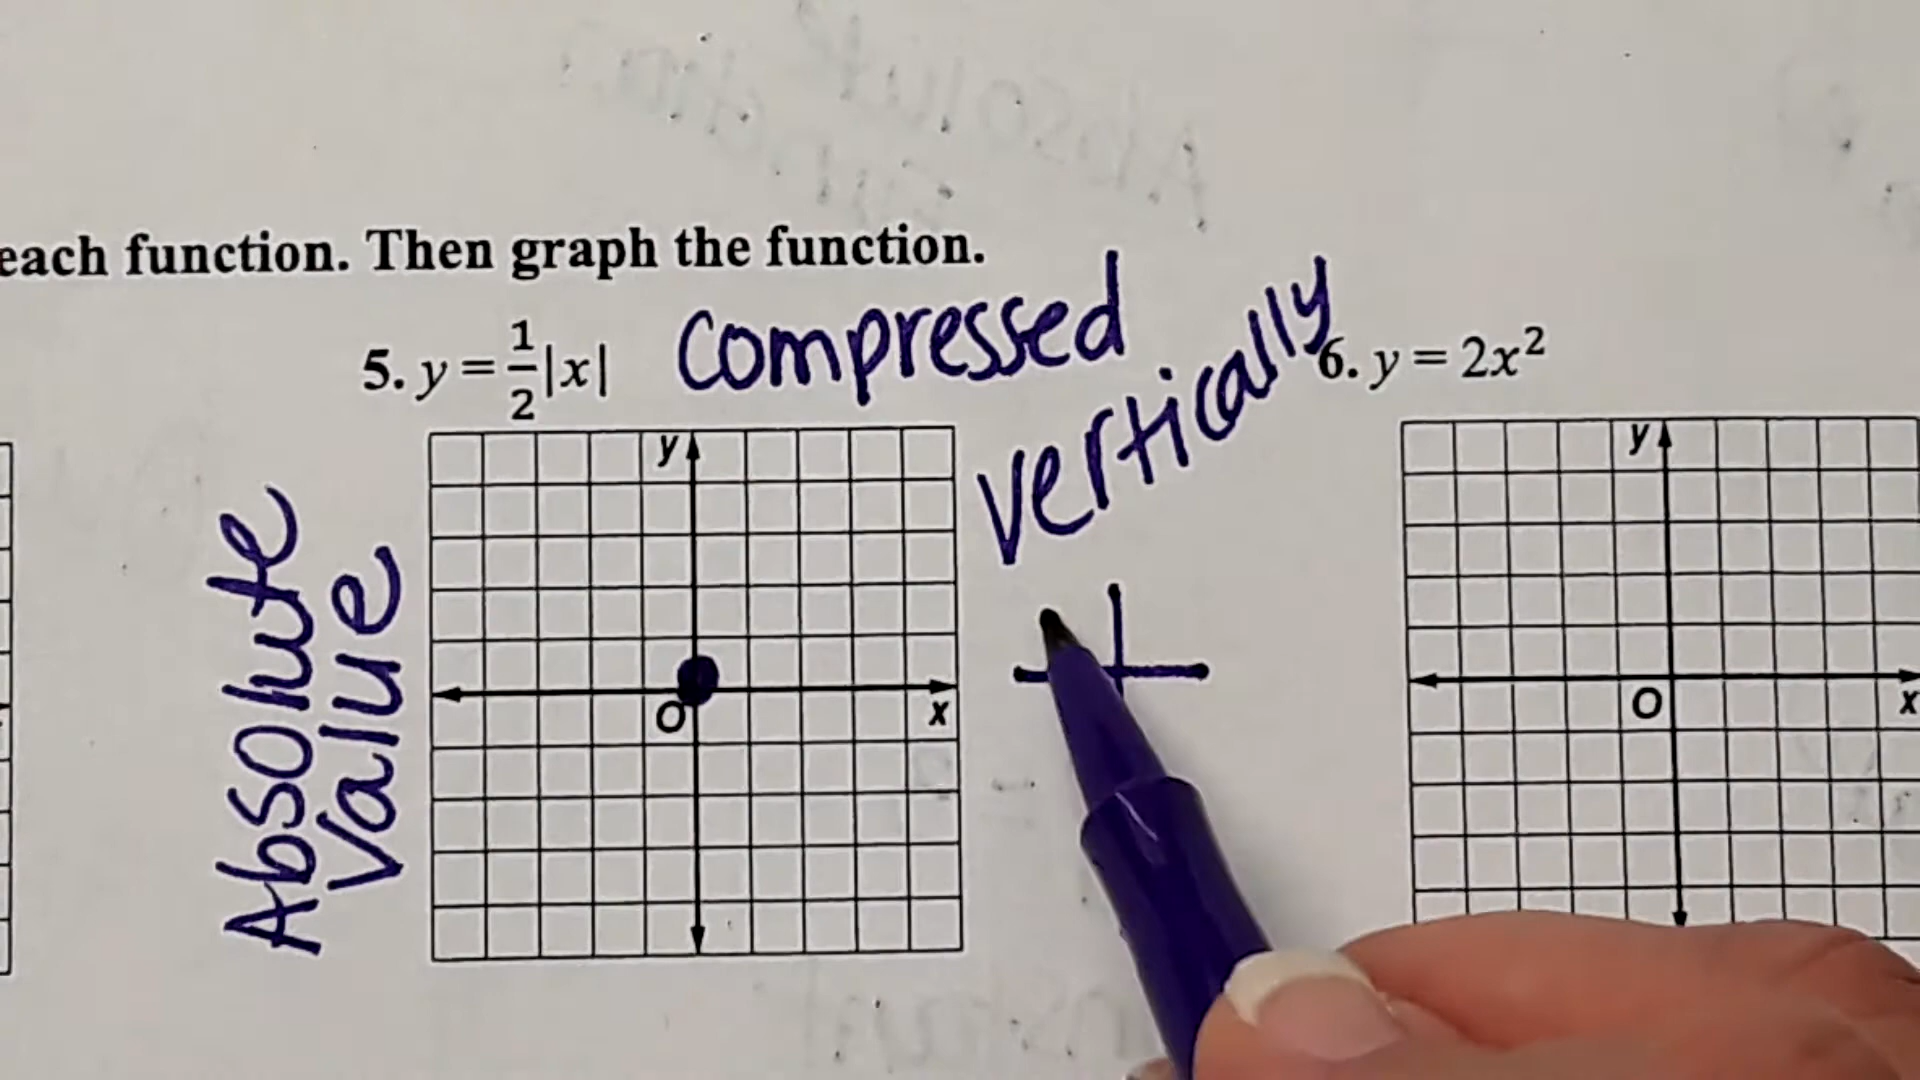 each function. Then graph the function.
5. y = 1/2|x|
compressed
vertically
6. y = 2x²
Absolute
Value
y
O
x
y
O
x